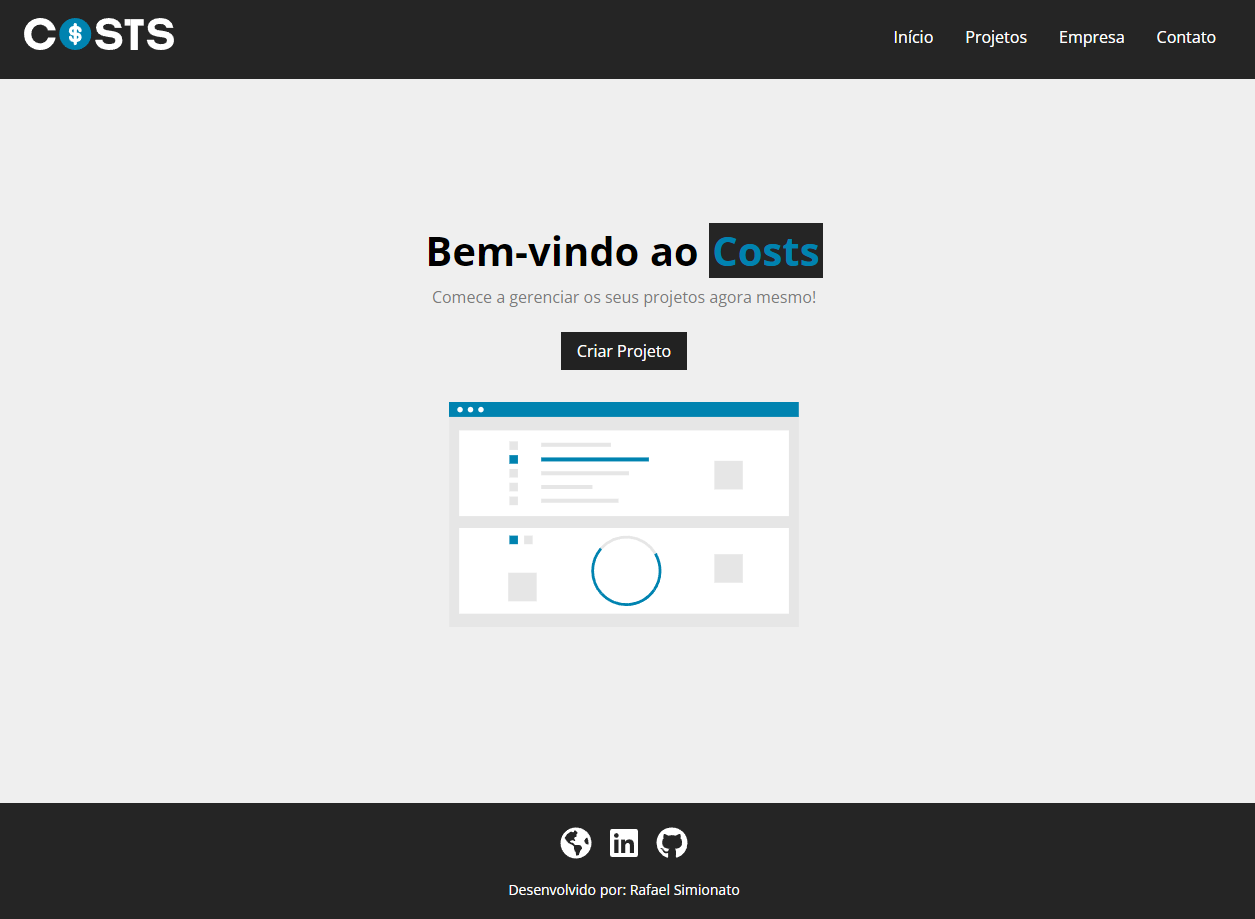 C$STS
Início Projetos Empresa Contato
Bem-vindo ao Costs
Comece a gerenciar os seus projetos agora mesmo!
Criar Projeto
in
Desenvolvido por: Rafael Simionato